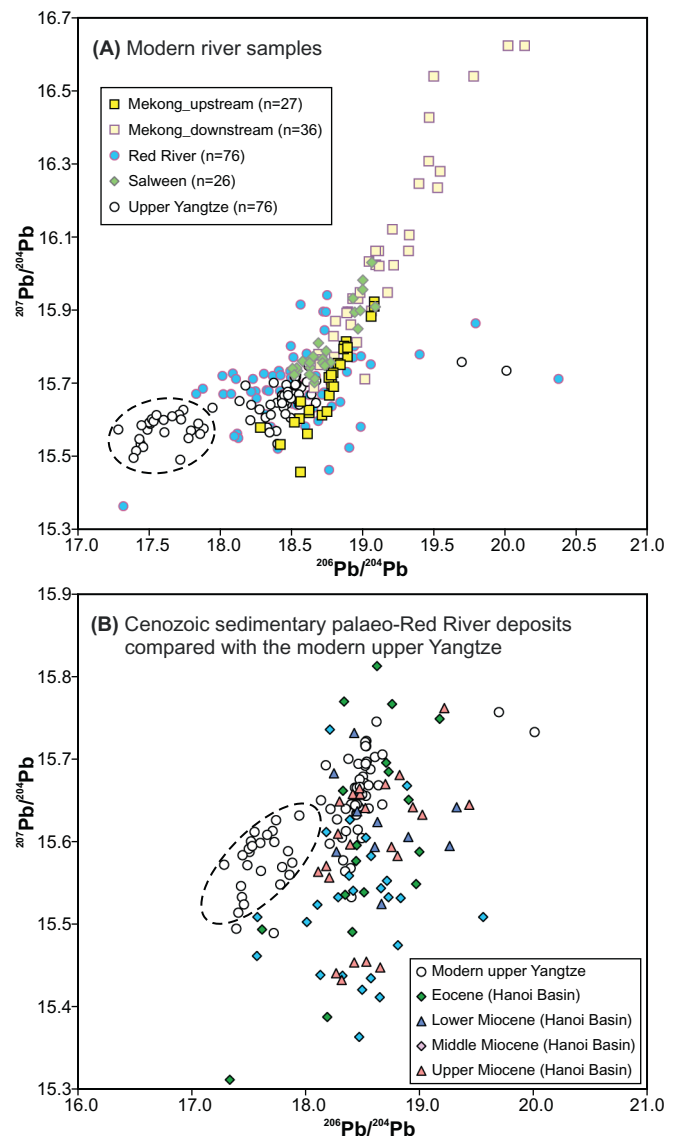 16.7
(A) Modern river samples
16.5
Mekong_upstream (n=27)
Mekong_downstream (n=36)
Red River (n=76)
Salween (n=26)
Upper Yangtze (n=76)
16.3
16.1
207Pb/204Pb
15.9
15.7
15.5
15.3
17.0 17.5 18.0 18.5 19.0 19.5 20.0 20.5 21.0
206Pb/204Pb
15.9
(B) Cenozoic sedimentary palaeo-Red River deposits
compared with the modern upper Yangtze
15.8
15.7
207Pb/204Pb
15.6
15.5
15.4
15.3
Modern upper Yangtze
Eocene (Hanoi Basin)
Lower Miocene (Hanoi Basin)
Middle Miocene (Hanoi Basin)
Upper Miocene (Hanoi Basin)
16.0 17.0 18.0 19.0 20.0 21.0
206Pb/204Pb